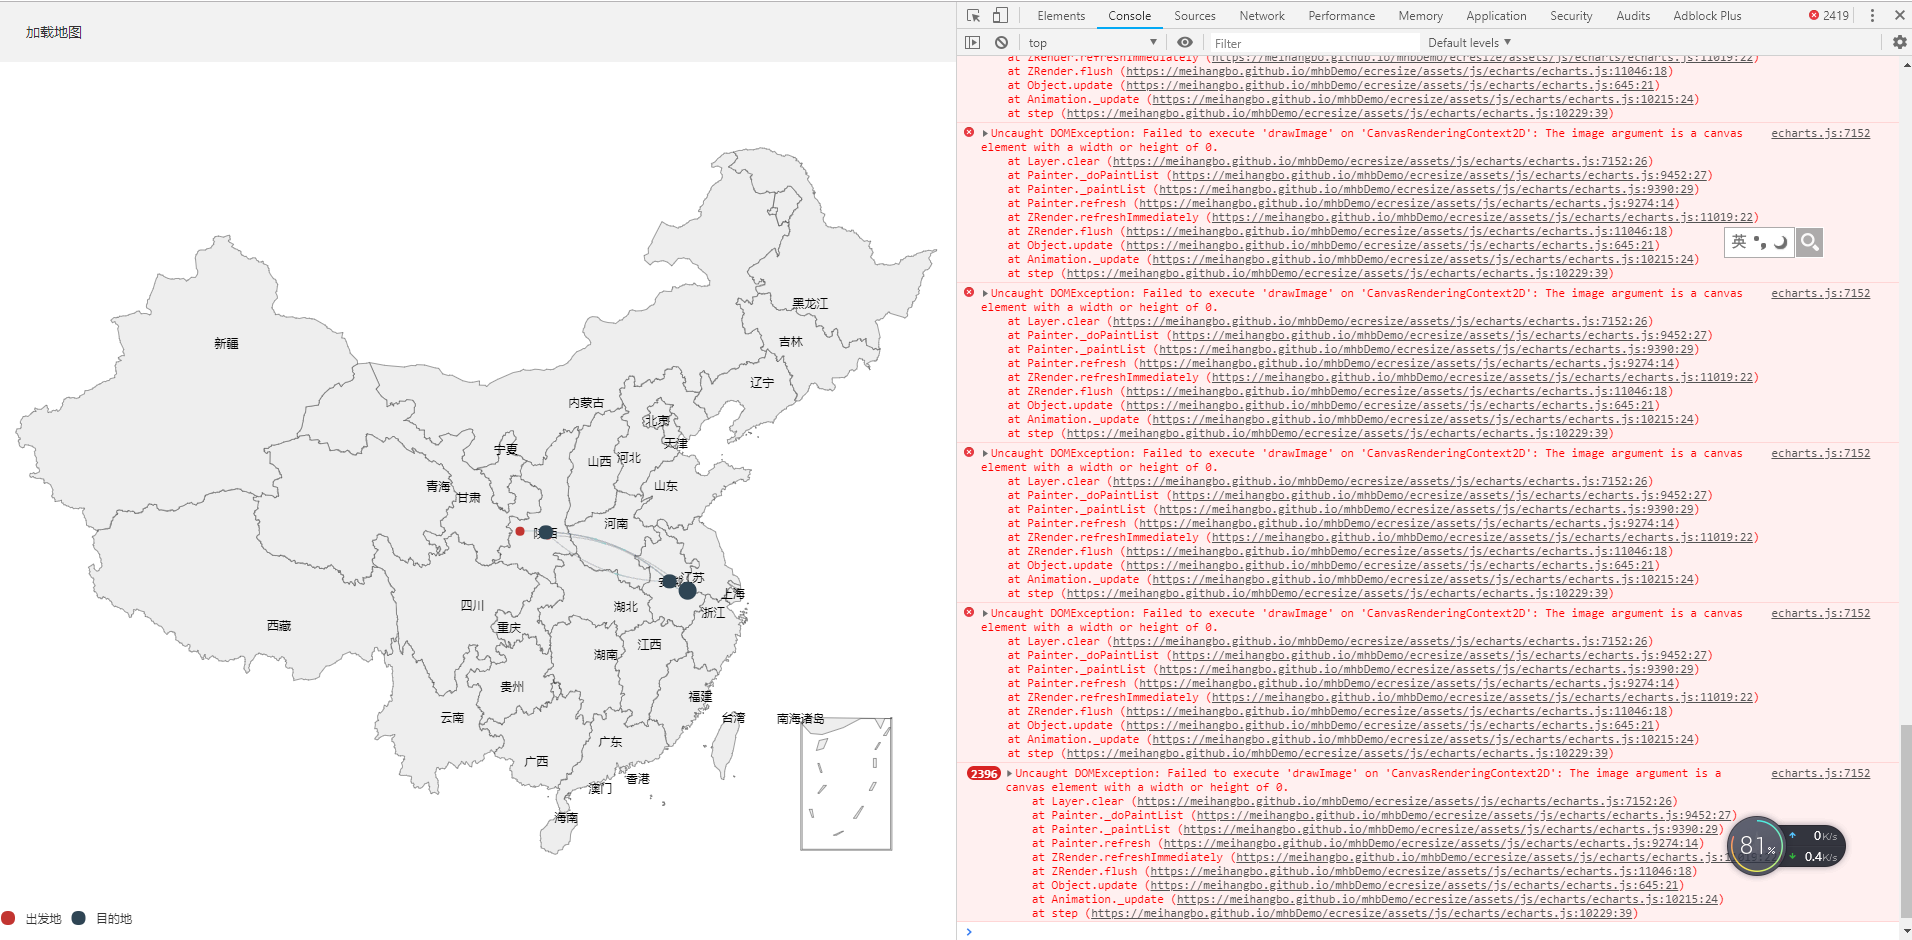 加载地图
Elements Console Sources Network Performance Memory Application Security Audits Adblock Plus 2419
top Filter Default levels
at ZRender.refreshImmediately (https://meihangbo.github.io/mhbDemo/ecresize/assets/js/echarts/echarts.js:11019:22)
at ZRender.flush (https://meihangbo.github.io/mhbDemo/ecresize/assets/js/echarts/echarts.js:11046:18)
at Object.update (https://meihangbo.github.io/mhbDemo/ecresize/assets/js/echarts/echarts.js:645:21)
at Animation._update (https://meihangbo.github.io/mhbDemo/ecresize/assets/js/echarts/echarts.js:10215:24)
at step (https://meihangbo.github.io/mhbDemo/ecresize/assets/js/echarts/echarts.js:10229:39)
Uncaught DOMException: Failed to execute 'drawImage' on 'CanvasRenderingContext2D': The image argument is a canvas echarts.js:7152
element with a width or height of 0.
at Layer.clear (https://meihangbo.github.io/mhbDemo/ecresize/assets/js/echarts/echarts.js:7152:26)
at Painter._doPaintList (https://meihangbo.github.io/mhbDemo/ecresize/assets/js/echarts/echarts.js:9452:27)
at Painter._paintList (https://meihangbo.github.io/mhbDemo/ecresize/assets/js/echarts/echarts.js:9390:29)
at Painter.refresh (https://meihangbo.github.io/mhbDemo/ecresize/assets/js/echarts/echarts.js:9274:14)
at ZRender.refreshImmediately (https://meihangbo.github.io/mhbDemo/ecresize/assets/js/echarts/echarts.js:11019:22)
at ZRender.flush (https://meihangbo.github.io/mhbDemo/ecresize/assets/js/echarts/echarts.js:11046:18)
at Object.update (https://meihangbo.github.io/mhbDemo/ecresize/assets/js/echarts/echarts.js:645:21)
at Animation._update (https://meihangbo.github.io/mhbDemo/ecresize/assets/js/echarts/echarts.js:10215:24)
at step (https://meihangbo.github.io/mhbDemo/ecresize/assets/js/echarts/echarts.js:10229:39)
英
Uncaught DOMException: Failed to execute 'drawImage' on 'CanvasRenderingContext2D': The image argument is a canvas echarts.js:7152
element with a width or height of 0.
at Layer.clear (https://meihangbo.github.io/mhbDemo/ecresize/assets/js/echarts/echarts.js:7152:26)
at Painter._doPaintList (https://meihangbo.github.io/mhbDemo/ecresize/assets/js/echarts/echarts.js:9452:27)
at Painter._paintList (https://meihangbo.github.io/mhbDemo/ecresize/assets/js/echarts/echarts.js:9390:29)
at Painter.refresh (https://meihangbo.github.io/mhbDemo/ecresize/assets/js/echarts/echarts.js:9274:14)
at ZRender.refreshImmediately (https://meihangbo.github.io/mhbDemo/ecresize/assets/js/echarts/echarts.js:11019:22)
at ZRender.flush (https://meihangbo.github.io/mhbDemo/ecresize/assets/js/echarts/echarts.js:11046:18)
at Object.update (https://meihangbo.github.io/mhbDemo/ecresize/assets/js/echarts/echarts.js:645:21)
at Animation._update (https://meihangbo.github.io/mhbDemo/ecresize/assets/js/echarts/echarts.js:10215:24)
at step (https://meihangbo.github.io/mhbDemo/ecresize/assets/js/echarts/echarts.js:10229:39)
Uncaught DOMException: Failed to execute 'drawImage' on 'CanvasRenderingContext2D': The image argument is a canvas echarts.js:7152
element with a width or height of 0.
at Layer.clear (https://meihangbo.github.io/mhbDemo/ecresize/assets/js/echarts/echarts.js:7152:26)
at Painter._doPaintList (https://meihangbo.github.io/mhbDemo/ecresize/assets/js/echarts/echarts.js:9452:27)
at Painter._paintList (https://meihangbo.github.io/mhbDemo/ecresize/assets/js/echarts/echarts.js:9390:29)
at Painter.refresh (https://meihangbo.github.io/mhbDemo/ecresize/assets/js/echarts/echarts.js:9274:14)
at ZRender.refreshImmediately (https://meihangbo.github.io/mhbDemo/ecresize/assets/js/echarts/echarts.js:11019:22)
at ZRender.flush (https://meihangbo.github.io/mhbDemo/ecresize/assets/js/echarts/echarts.js:11046:18)
at Object.update (https://meihangbo.github.io/mhbDemo/ecresize/assets/js/echarts/echarts.js:645:21)
at Animation._update (https://meihangbo.github.io/mhbDemo/ecresize/assets/js/echarts/echarts.js:10215:24)
at step (https://meihangbo.github.io/mhbDemo/ecresize/assets/js/echarts/echarts.js:10229:39)
Uncaught DOMException: Failed to execute 'drawImage' on 'CanvasRenderingContext2D': The image argument is a canvas echarts.js:7152
element with a width or height of 0.
at Layer.clear (https://meihangbo.github.io/mhbDemo/ecresize/assets/js/echarts/echarts.js:7152:26)
at Painter._doPaintList (https://meihangbo.github.io/mhbDemo/ecresize/assets/js/echarts/echarts.js:9452:27)
at Painter._paintList (https://meihangbo.github.io/mhbDemo/ecresize/assets/js/echarts/echarts.js:9390:29)
at Painter.refresh (https://meihangbo.github.io/mhbDemo/ecresize/assets/js/echarts/echarts.js:9274:14)
at ZRender.refreshImmediately (https://meihangbo.github.io/mhbDemo/ecresize/assets/js/echarts/echarts.js:11019:22)
at ZRender.flush (https://meihangbo.github.io/mhbDemo/ecresize/assets/js/echarts/echarts.js:11046:18)
at Object.update (https://meihangbo.github.io/mhbDemo/ecresize/assets/js/echarts/echarts.js:645:21)
at Animation._update (https://meihangbo.github.io/mhbDemo/ecresize/assets/js/echarts/echarts.js:10215:24)
at step (https://meihangbo.github.io/mhbDemo/ecresize/assets/js/echarts/echarts.js:10229:39)
2396 Uncaught DOMException: Failed to execute 'drawImage' on 'CanvasRenderingContext2D': The image argument is a echarts.js:7152
canvas element with a width or height of 0.
at Layer.clear (https://meihangbo.github.io/mhbDemo/ecresize/assets/js/echarts/echarts.js:7152:26)
at Painter._doPaintList (https://meihangbo.github.io/mhbDemo/ecresize/assets/js/echarts/echarts.js:9452:27)
at Painter._paintList (https://meihangbo.github.io/mhbDemo/ecresize/assets/js/echarts/echarts.js:9390:29)
at Painter.refresh (https://meihangbo.github.io/mhbDemo/ecresize/assets/js/echarts/echarts.js:9274:14)
at ZRender.refreshImmediately (https://meihangbo.github.io/mhbDemo/ecresize/assets/js/echarts/echarts.js:
at ZRender.flush (https://meihangbo.github.io/mhbDemo/ecresize/assets/js/echarts/echarts.js:11046:18)
at Object.update (https://meihangbo.github.io/mhbDemo/ecresize/assets/js/echarts/echarts.js:645:21)
at Animation._update (https://meihangbo.github.io/mhbDemo/ecresize/assets/js/echarts/echarts.js:10215:24)
at step (https://meihangbo.github.io/mhbDemo/ecresize/assets/js/echarts/echarts.js:10229:39)
81%
0K/s
0.4K/s
黑龙江
新疆
吉林
辽宁
内蒙古
北京
天津
宁夏
山西
河北
青海
甘肃
山东
河南
江苏
上海
四川
湖北
浙江
西藏
重庆
江西
湖南
贵州
福建
云南
台湾
南海诸岛
广东
广西
香港
澳门
海南
出发地
目的地